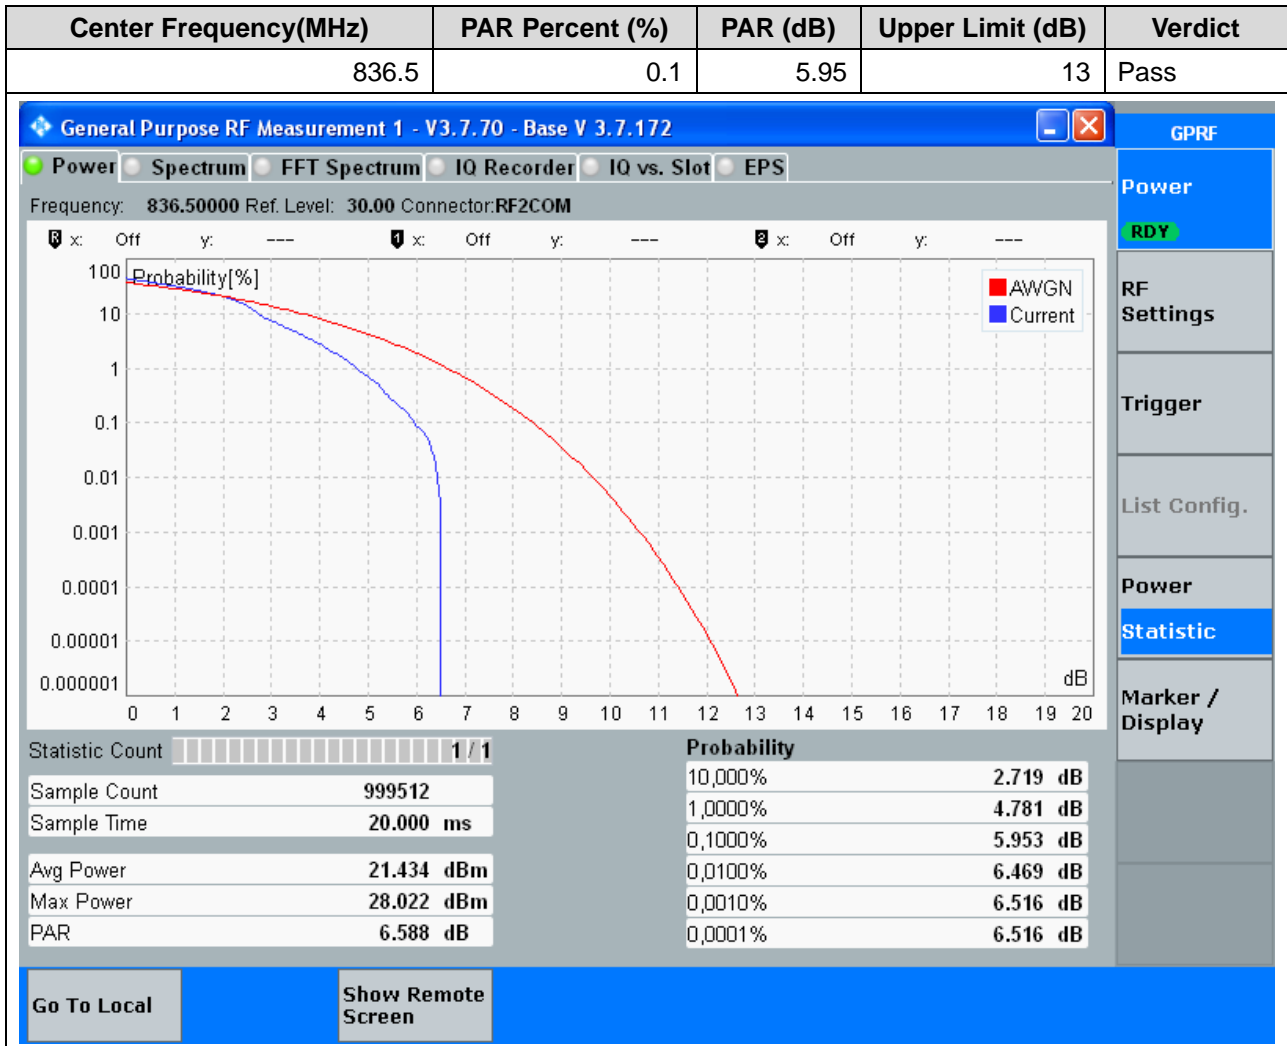 Center Frequency(MHz) PAR Percent (%) PAR (dB) Upper Limit (dB) Verdict
836.5 0.1 5.95 13 Pass
General Purpose RF Measurement 1 - V3.7.70 - Base V 3.7.172
GPRF
Power Spectrum FFT Spectrum IQ Recorder IQ vs. Slot EPS
Power
RDY
Frequency: 836.50000 Ref. Level: 30.00 Connector:RF2COM
R x: Off y: --- 1 x: Off y: --- 2 x: Off y: ---
Probability[%]
AWGN
Current
100
10
1
0.1
0.01
0.001
0.0001
0.00001
0.000001
dB
0 1 2 3 4 5 6 7 8 9 10 11 12 13 14 15 16 17 18 19 20
RF
Settings
Trigger
List Config.
Power
Statistic
Marker /
Display
Statistic Count 1 / 1
Sample Count 999512
Sample Time 20.000 ms
Avg Power 21.434 dBm
Max Power 28.022 dBm
PAR 6.588 dB
Probability
10,000% 2.719 dB
1,0000% 4.781 dB
0,1000% 5.953 dB
0,0100% 6.469 dB
0,0010% 6.516 dB
0,0001% 6.516 dB
Go To Local
Show Remote
Screen